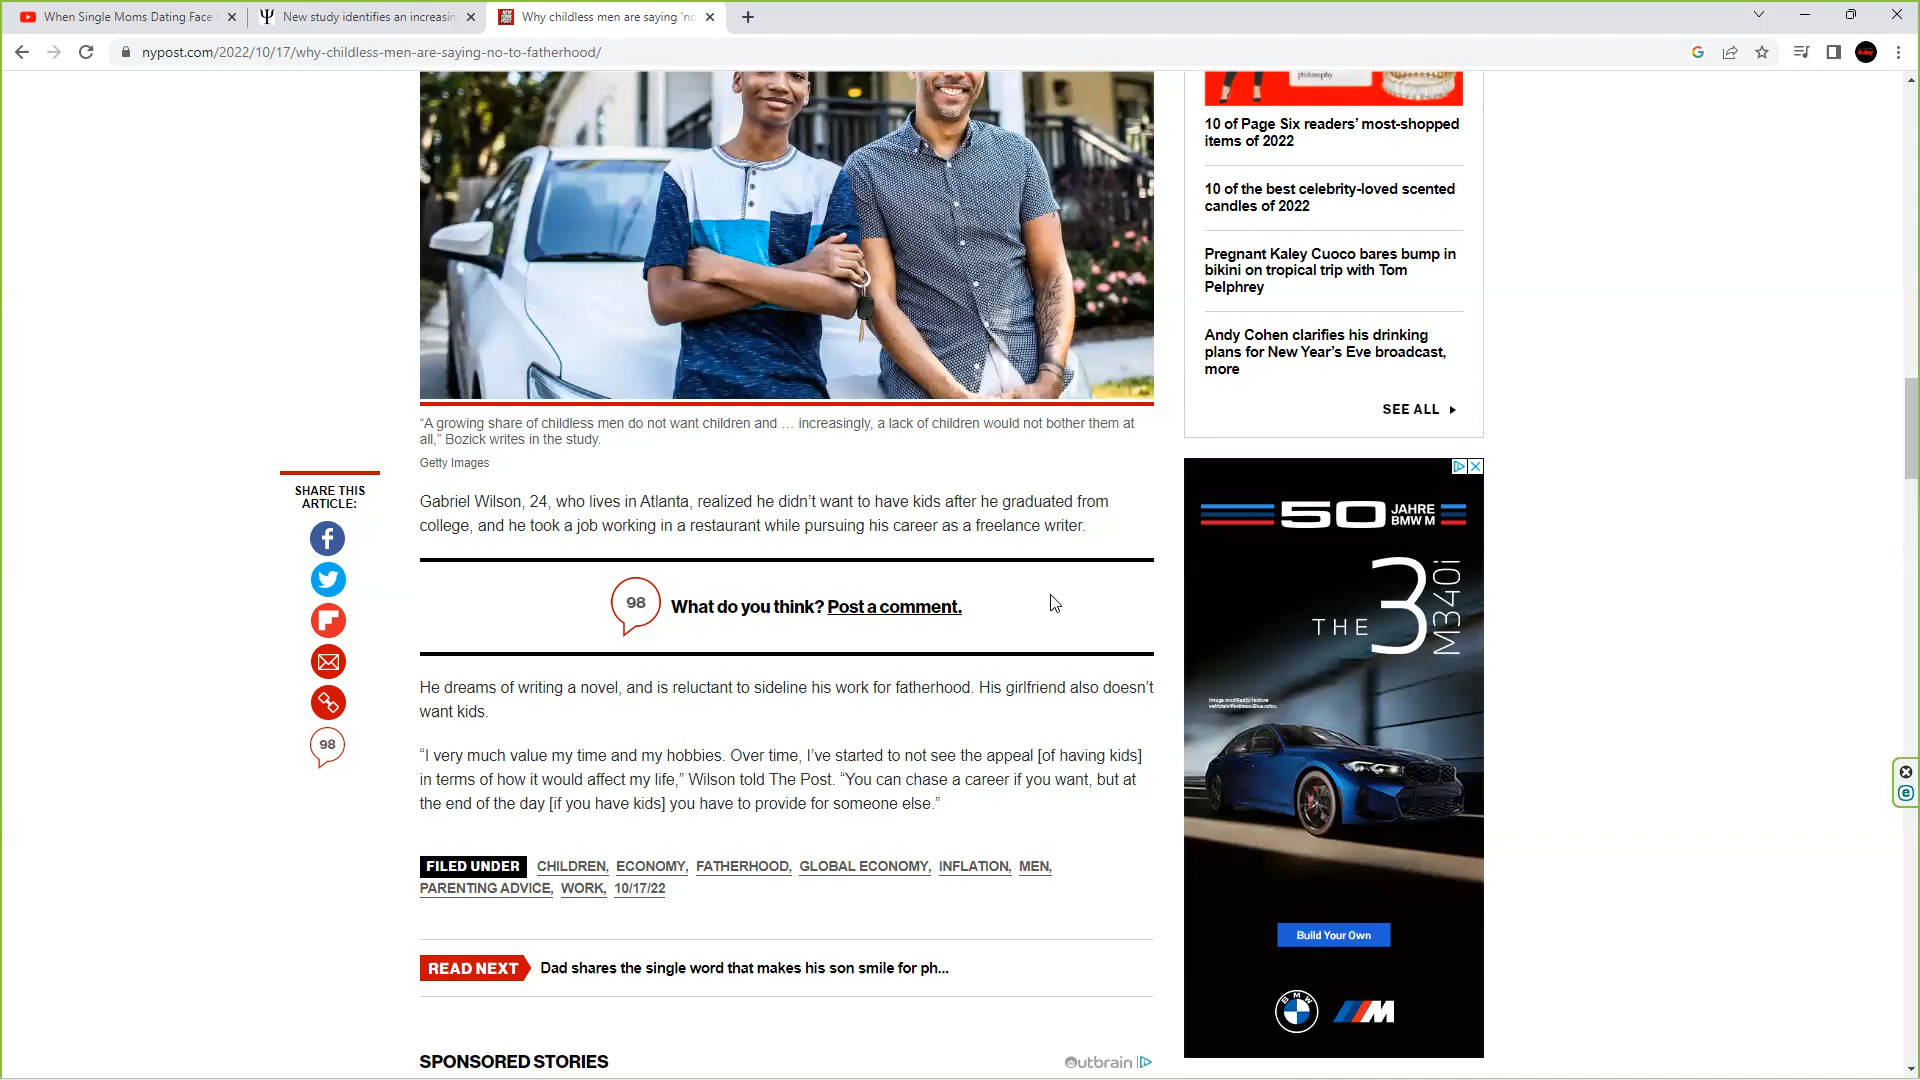 When Single Moms Dating Face
New study identifies an increasin
Why childless men are saying 'no
nypost.com/2022/10/17/why-childless-men-are-saying-no-to-fatherhood/
philosophy
10 of Page Six readers’ most-shopped
items of 2022
10 of the best celebrity-loved scented
candles of 2022
Pregnant Kaley Cuoco bares bump in
bikini on tropical trip with Tom
Pelphrey
Andy Cohen clarifies his drinking
plans for New Year’s Eve broadcast,
more
SEE ALL
“A growing share of childless men do not want children and … increasingly, a lack of children would not bother them at
all,” Bozick writes in the study.
Getty Images
SHARE THIS
ARTICLE:
98
Gabriel Wilson, 24, who lives in Atlanta, realized he didn’t want to have kids after he graduated from
college, and he took a job working in a restaurant while pursuing his career as a freelance writer.
98
What do you think? Post a comment.
He dreams of writing a novel, and is reluctant to sideline his work for fatherhood. His girlfriend also doesn’t
want kids.
“I very much value my time and my hobbies. Over time, I’ve started to not see the appeal [of having kids]
in terms of how it would affect my life,” Wilson told The Post. “You can chase a career if you want, but at
the end of the day [if you have kids] you have to provide for someone else.”
FILED UNDER CHILDREN, ECONOMY, FATHERHOOD, GLOBAL ECONOMY, INFLATION, MEN,
PARENTING ADVICE, WORK, 10/17/22
READ NEXT Dad shares the single word that makes his son smile for ph...
SPONSORED STORIES
Outbrain
50 JAHRE
BMW M
THE 3
M340i
Image modified to feature
vehicle in Portimao Blue color.
Build Your Own
BMW
M